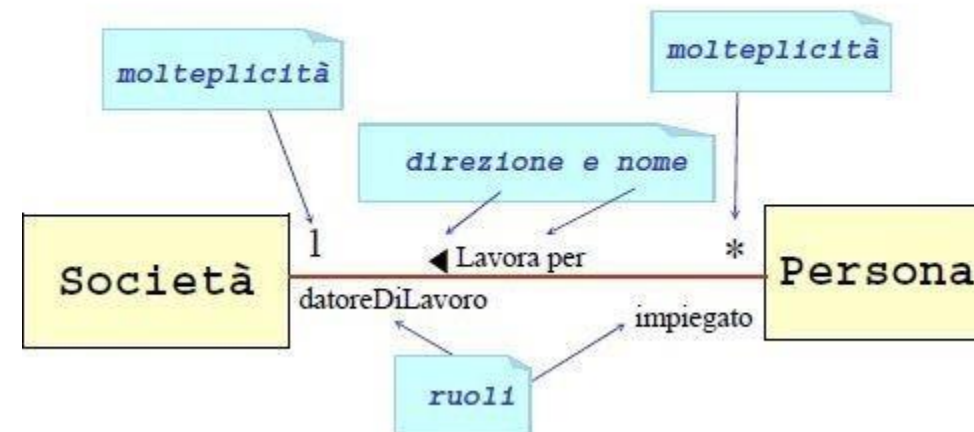 molteplicità
molteplicità
direzione e nome
1
Lavora per
*
Società
Persona
datoreDiLavoro
impiegato
ruoli